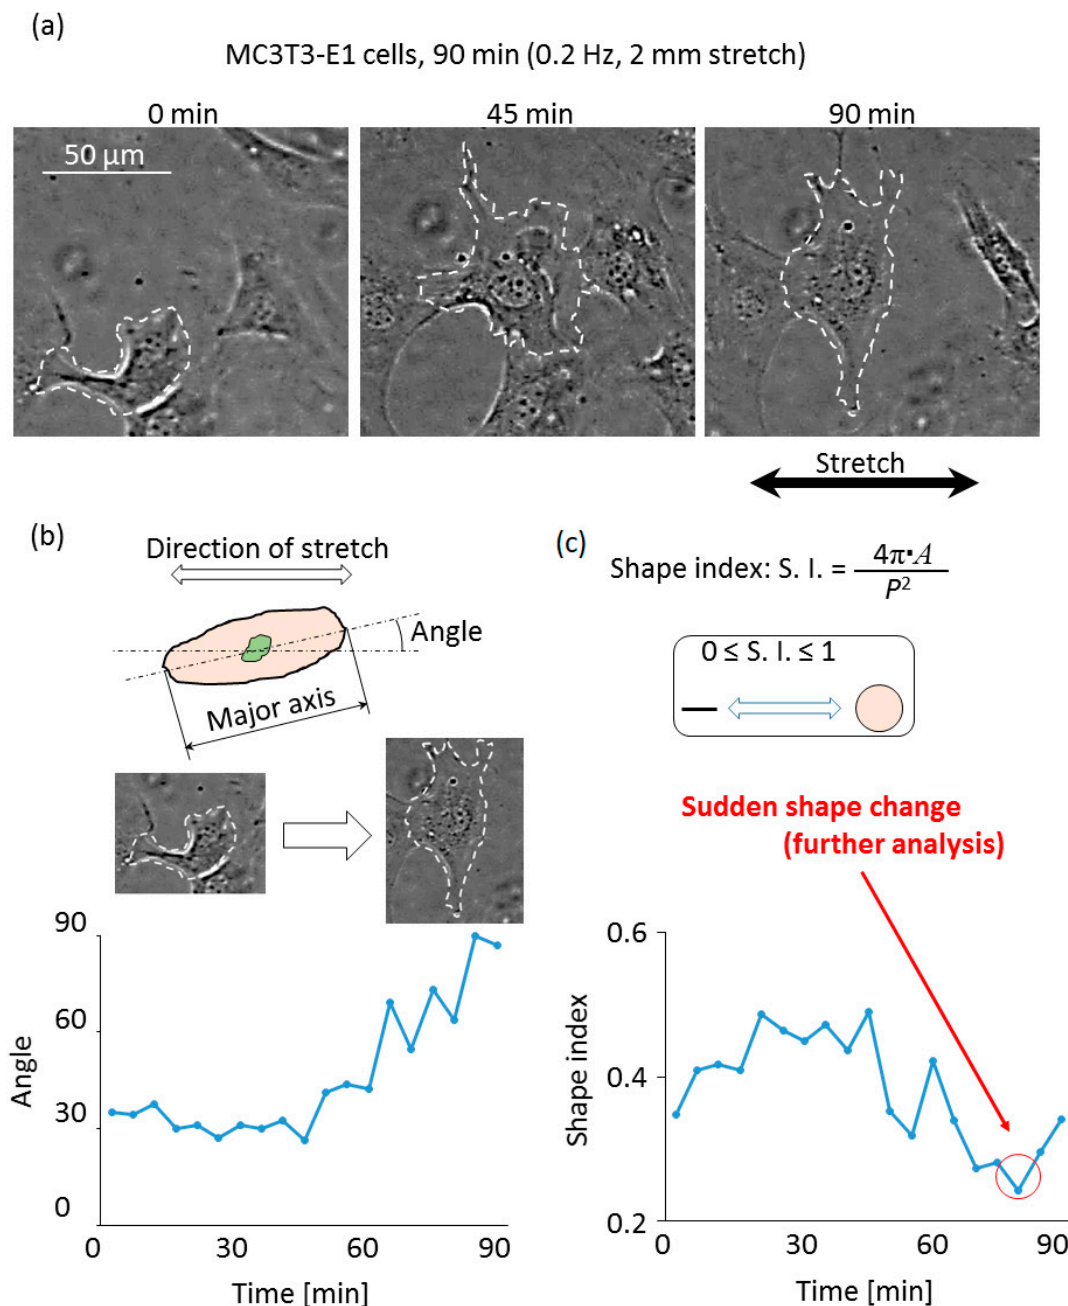 (a)
MC3T3-E1 cells, 90 min (0.2 Hz, 2 mm stretch)
0 min
45 min
90 min
50 µm
Stretch
(b)
Direction of stretch
Angle
Major axis
90
60
30
0
Angle
0
30
60
90
Time [min]
(c)
Shape index: S. I. = 4π·A / P²
0 ≤ S. I. ≤ 1
Sudden shape change
(further analysis)
0.6
0.4
0.2
Shape index
0
30
60
90
Time [min]